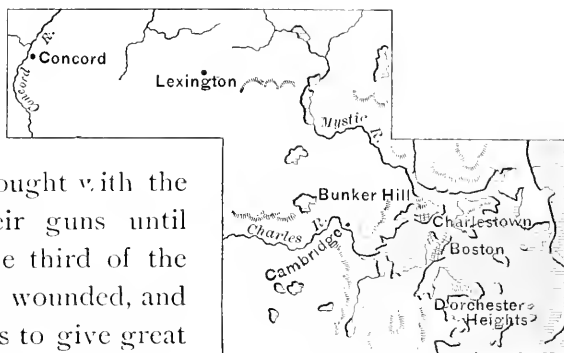 Concord R.
Concord
Lexington
Mystic R.
Bunker Hill
Charles R.
Charlestown
Cambridge
Boston
Dorchester
Heights
ought with the
eir guns until
e third of the
wounded, and
s to give great